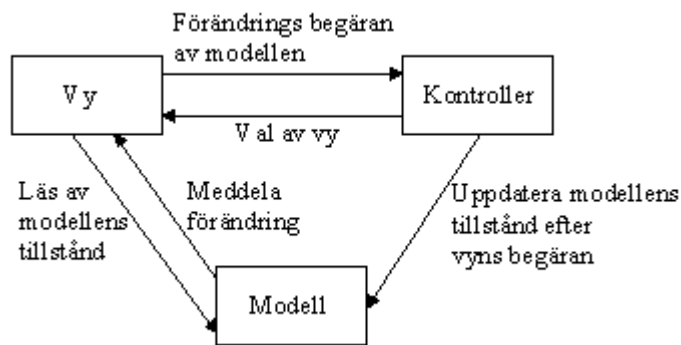 Förändrings begäran
av modellen
Vy
Kontroller
Val av vy
Läs av
modellens
tillstånd
Meddela
förändring
Uppdatera modellens
tillstånd efter
vyns begäran
Modell